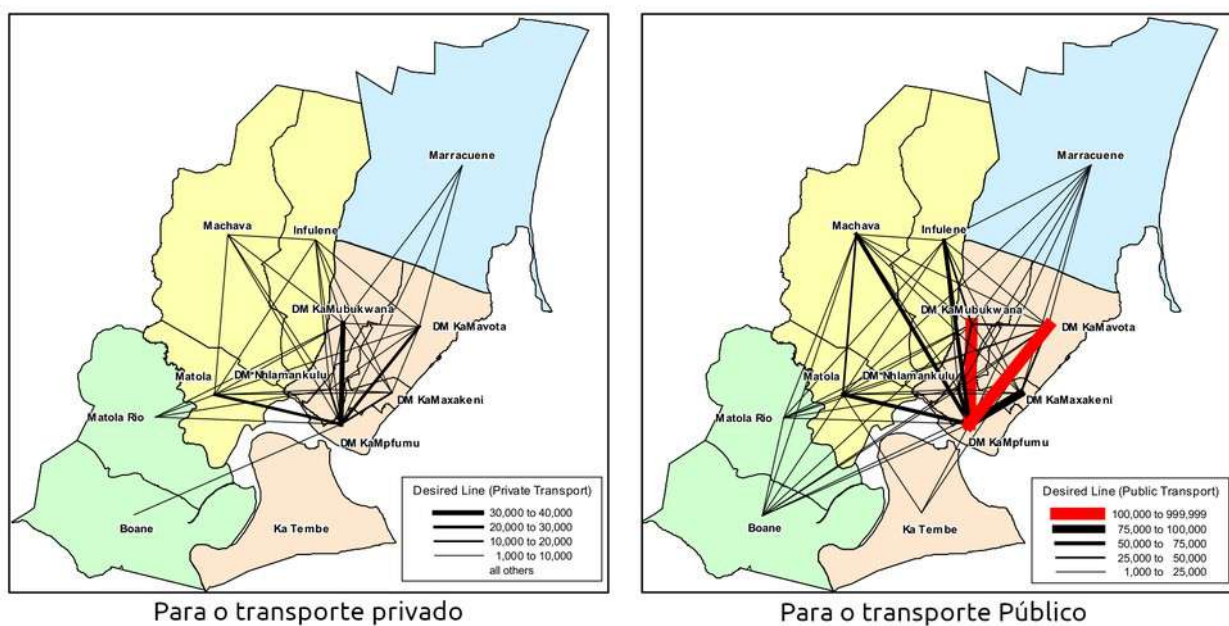 Marracuene
Machava
Infulene
DM KaMubukwana
DM KaMavota
Matola
DM Nhlamankulu
DM KaMaxakeni
Matola Rio
DM KaMpfumu
Boane
Ka Tembe
Desired Line (Private Transport)
30,000 to 40,000
20,000 to 30,000
10,000 to 20,000
1,000 to 10,000
all others
Para o transporte privado
Marracuene
Machava
Infulene
DM KaMubukwana
DM KaMavota
Matola
DM Nhlamankulu
DM KaMaxakeni
Matola Rio
DM KaMpfumu
Boane
Ka Tembe
Desired Line (Public Transport)
100,000 to 999,999
75,000 to 100,000
50,000 to 75,000
25,000 to 50,000
1,000 to 25,000
Para o transporte Público